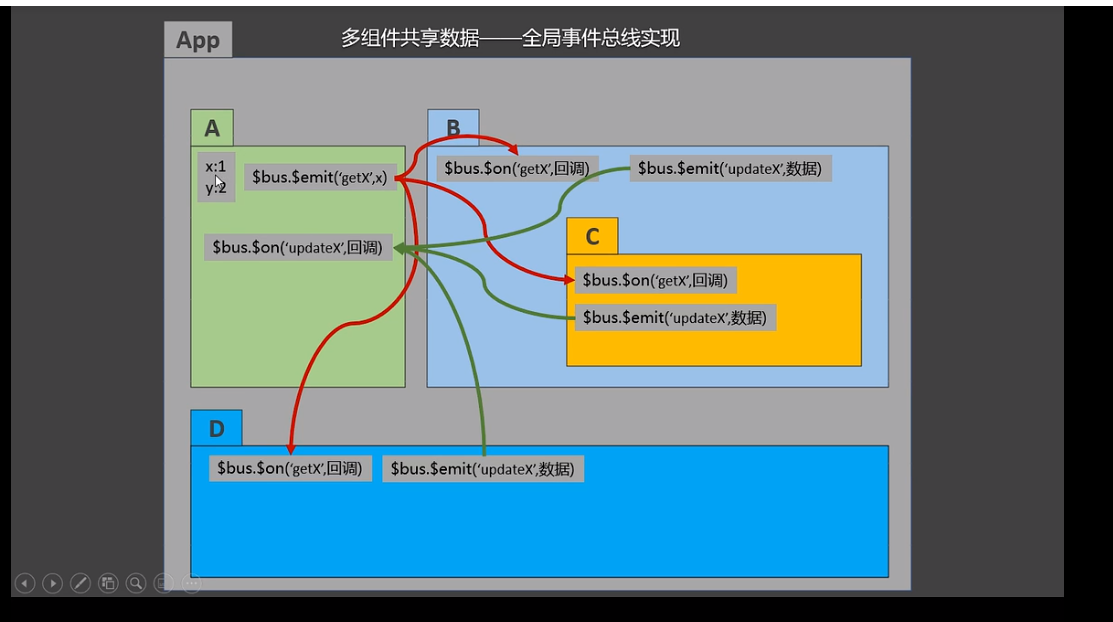 App
多组件共享数据——全局事件总线实现
A
B
x:1
y:2
$bus.$emit('getX',x)
$bus.$on('getX',回调)
$bus.$emit('updateX',数据)
$bus.$on('updateX',回调)
C
$bus.$on('getX',回调)
$bus.$emit('updateX',数据)
D
$bus.$on('getX',回调)
$bus.$emit('updateX',数据)